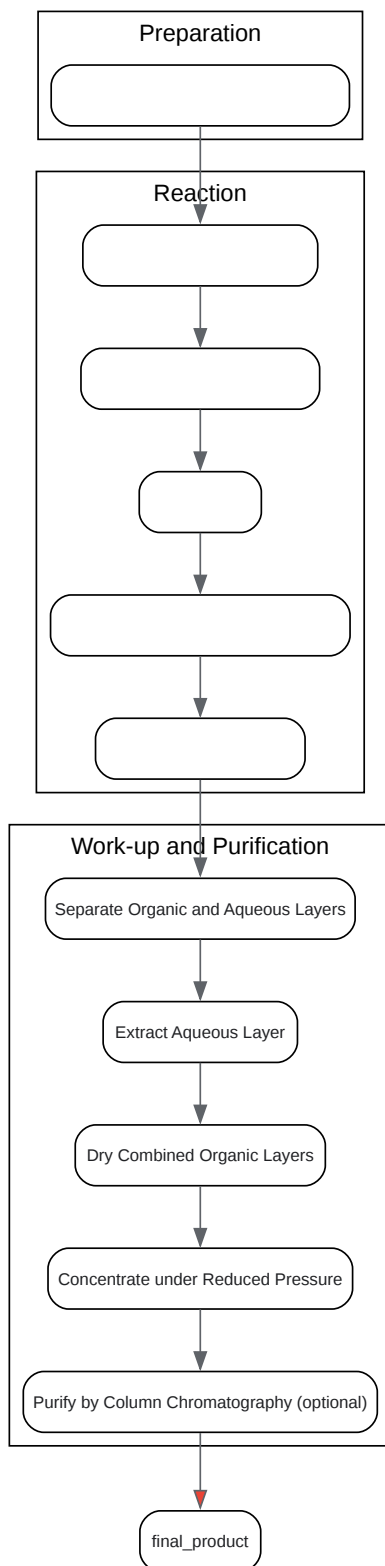 Preparation
Reaction
Work-up and Purification
Separate Organic and Aqueous Layers
Extract Aqueous Layer
Dry Combined Organic Layers
Concentrate under Reduced Pressure
Purify by Column Chromatography (optional)
final_product